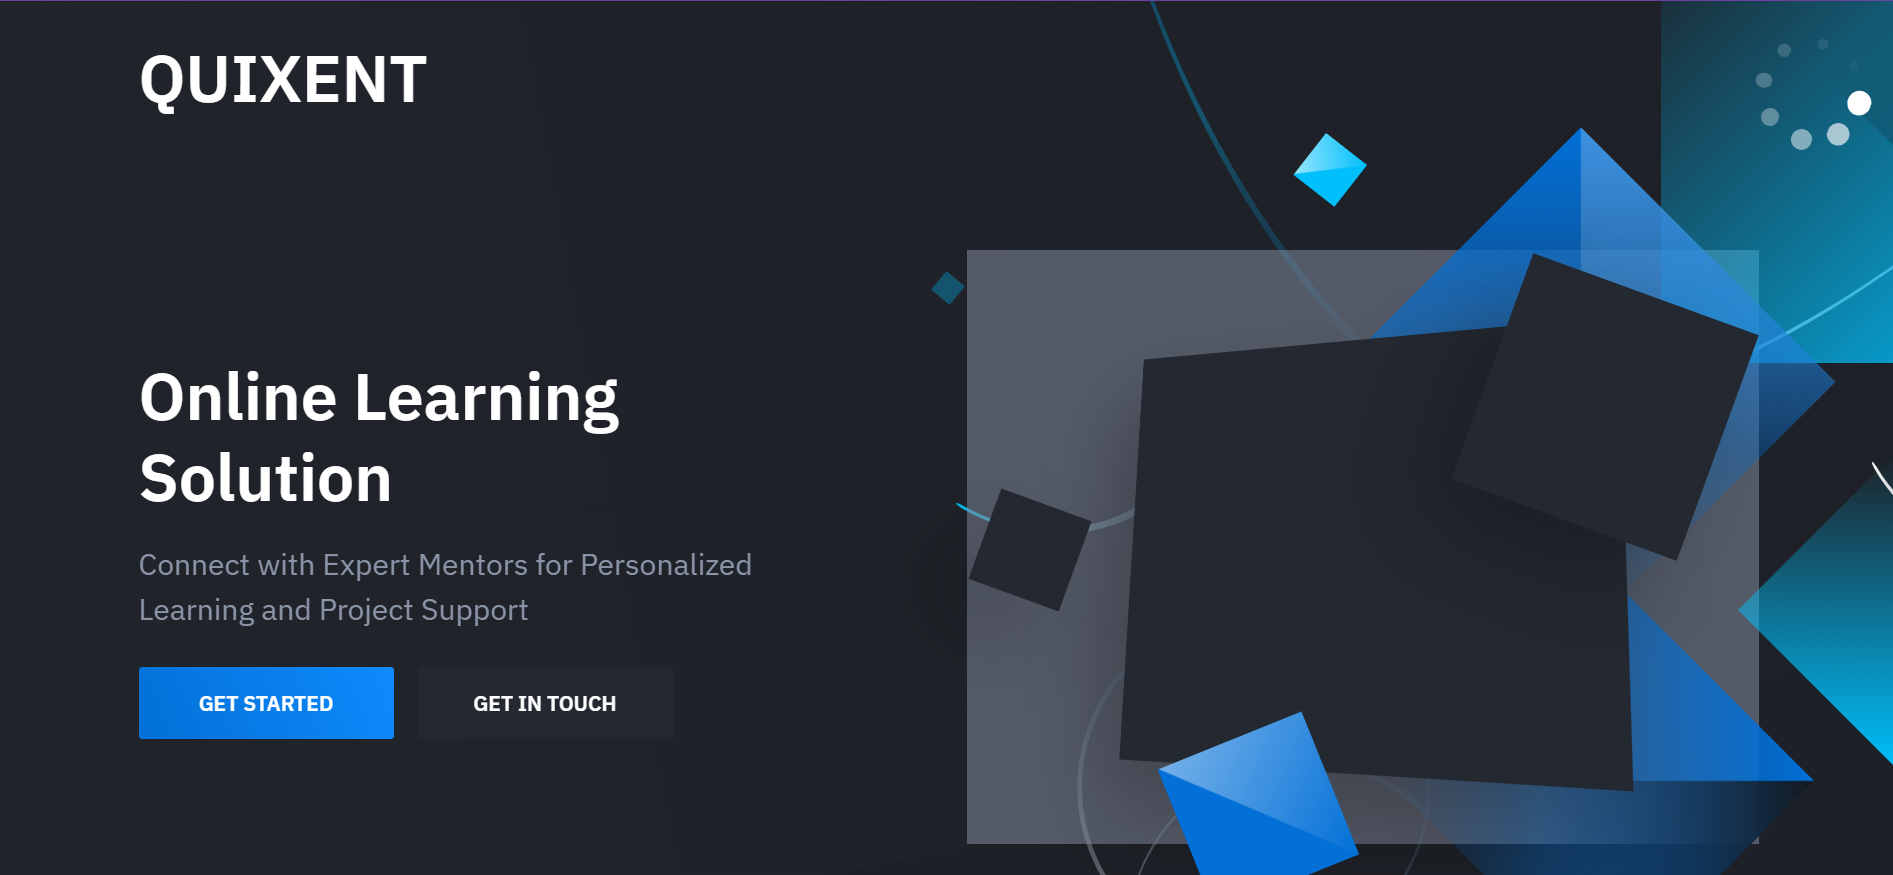 QUIXENT
Online Learning
Solution
Connect with Expert Mentors for Personalized
Learning and Project Support
GET STARTED
GET IN TOUCH